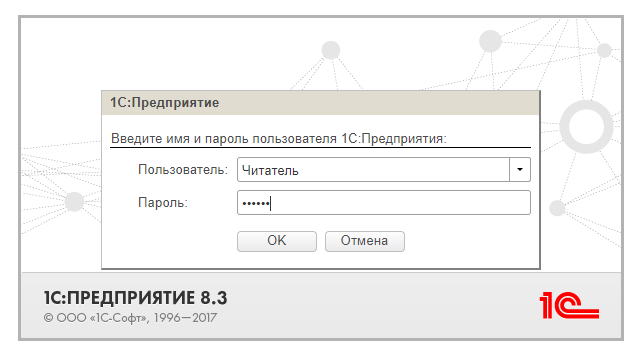 1С:Предприятие
Введите имя и пароль пользователя 1С:Предприятия:
Пользователь: Читатель
Пароль: ••••••
OK Отмена
1С:ПРЕДПРИЯТИЕ 8.3
© ООО «1С-Софт», 1996—2017
1С